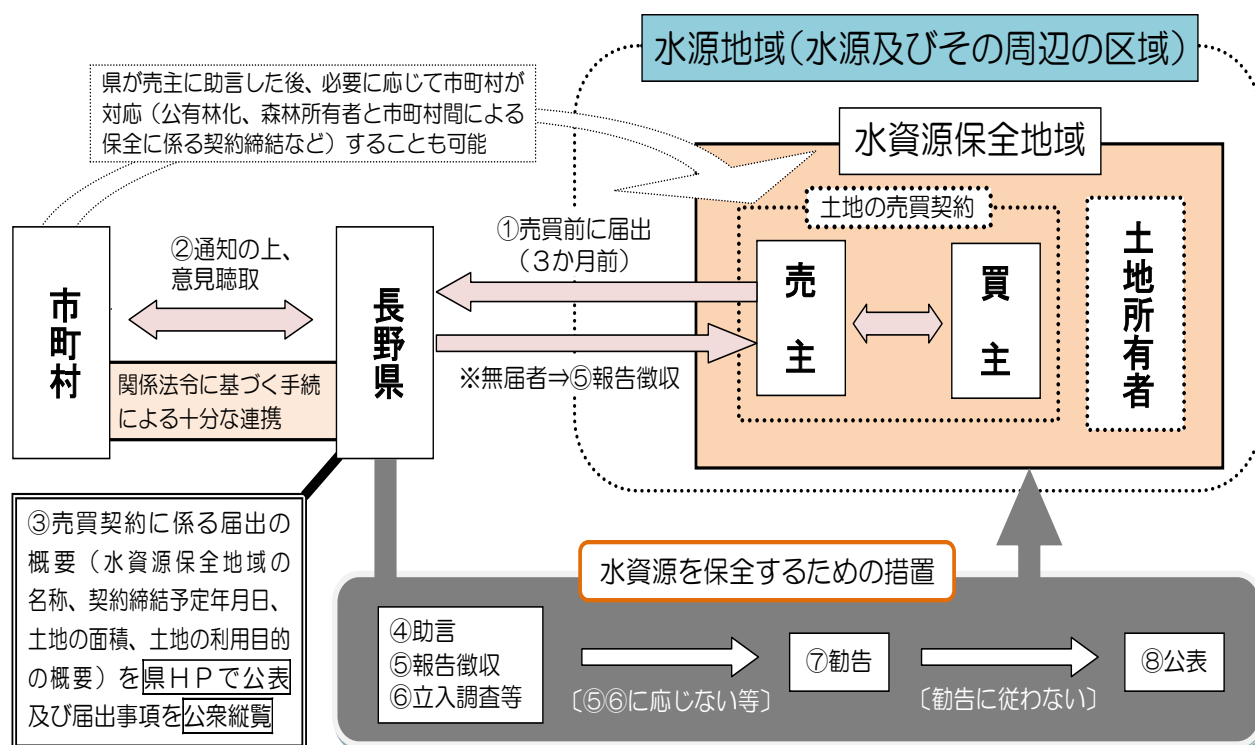 水源地域(水源及びその周辺の区域)
県が売主に助言した後、必要に応じて市町村が
対応(公有林化、森林所有者と市町村間による
保全に係る契約締結など)することも可能
水資源保全地域
土地の売買契約
①売買前に届出
(3か月前)
②通知の上、
意見聴取
市町村
長野県
売主
買主
土地所有者
※無届者⇒⑤報告徴収
関係法令に基づく手続
による十分な連携
③売買契約に係る届出の
概要(水資源保全地域の
名称、契約締結予定年月日、
土地の面積、土地の利用目的
の概要)を県HPで公表
及び届出事項を公衆縦覧
水資源を保全するための措置
④助言
⑤報告徴収
⑥立入調査等
〔⑤⑥に応じない等〕
⑦勧告
〔勧告に従わない〕
⑧公表